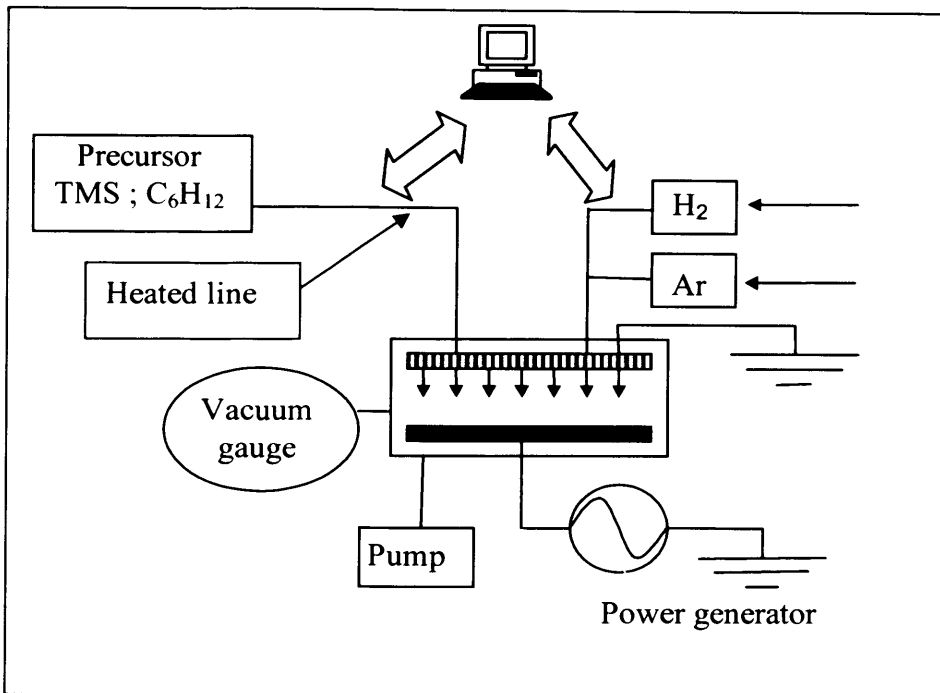 Precursor
TMS ; C₆H₁₂
H₂
Heated line
Ar
Vacuum
gauge
Pump
Power generator